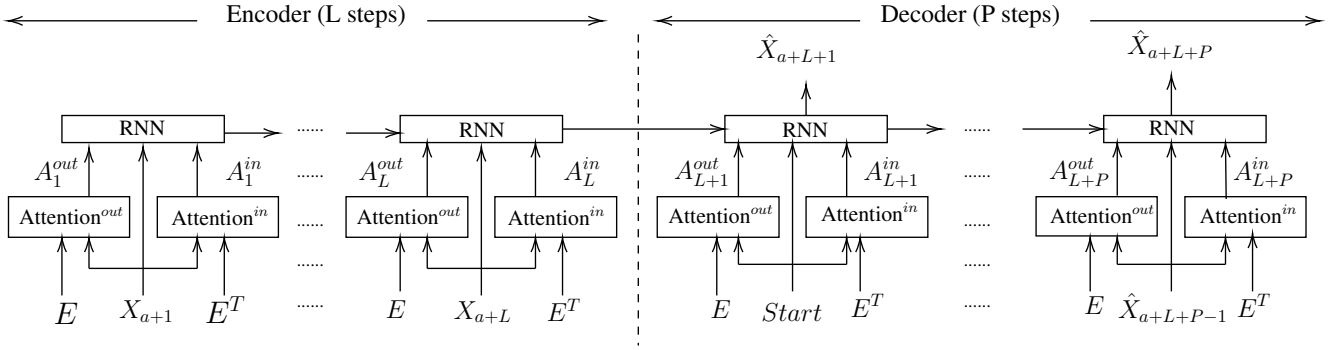 Encoder (L steps) Decoder (P steps)
X̂_{a+L+1} X̂_{a+L+P}
RNN ...... RNN RNN ...... RNN
A_1^{out} A_1^{in} ...... A_L^{out} A_L^{in} A_{L+1}^{out} A_{L+1}^{in} ...... A_{L+P}^{out} A_{L+P}^{in}
Attention^{out} Attention^{in} ...... Attention^{out} Attention^{in} Attention^{out} Attention^{in} ...... Attention^{out} Attention^{in}
...... ......
E X_{a+1} E^T ...... E X_{a+L} E^T E Start E^T ...... E X̂_{a+L+P-1} E^T